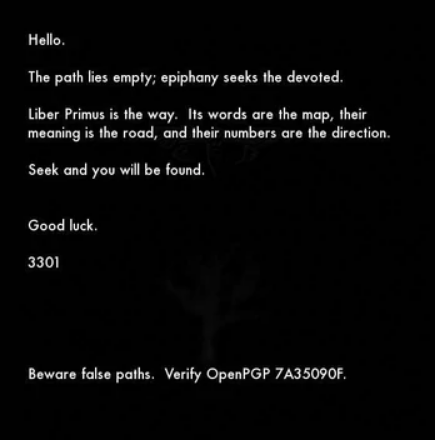 Hello.
The path lies empty; epiphany seeks the devoted.
Liber Primus is the way.  Its words are the map, their
meaning is the road, and their numbers are the direction.
Seek and you will be found.
Good luck.
3301
Beware false paths.  Verify OpenPGP 7A35090F.